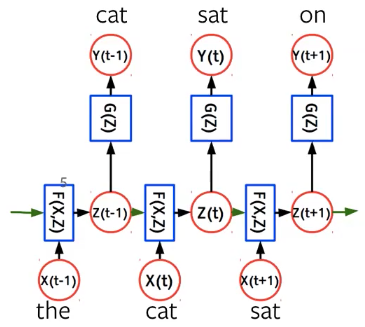 cat sat on
Y(t-1) Y(t) Y(t+1)
G(Z) G(Z) G(Z)
5
F(X,Z) Z(t-1) F(X,Z) Z(t) F(X,Z) Z(t+1)
X(t-1) X(t) X(t+1)
the cat sat